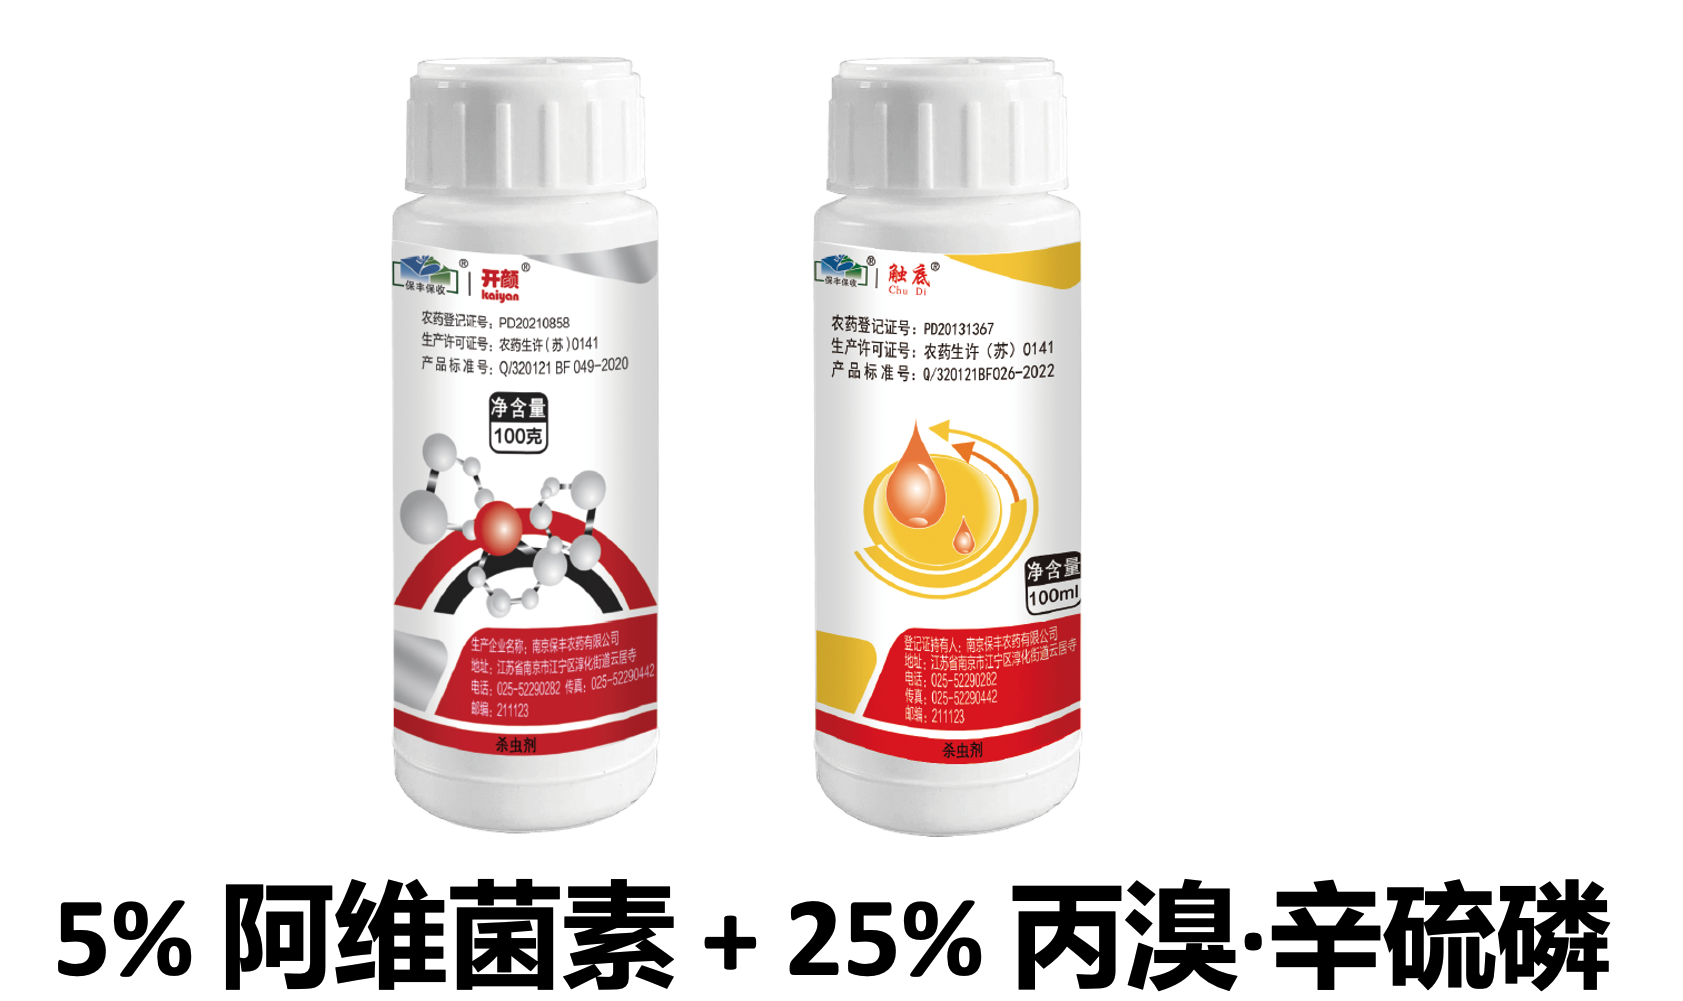 保丰保收® | 开颜®
kaiyan
农药登记证号：PD20210858
生产许可证号：农药生许(苏)0141
产品标准号：Q/320121 BF 049-2020
净含量
100克
生产企业名称：南京保丰农药有限公司
地址：江苏省南京市江宁区淳化街道云居寺
电话：025-52290282 传真：025-52290442
邮编：211123
杀虫剂
保丰保收® | 触底®
Chu Di
农药登记证号：PD20131367
生产许可证号：农药生许（苏）0141
产品标准号：Q/320121BF026-2022
净含量
100ml
登记证持有人：南京保丰农药有限公司
地址：江苏省南京市江宁区淳化街道云居寺
电话：025-52290282
传真：025-52290442
邮编：211123
杀虫剂
5% 阿维菌素 + 25% 丙溴·辛硫磷